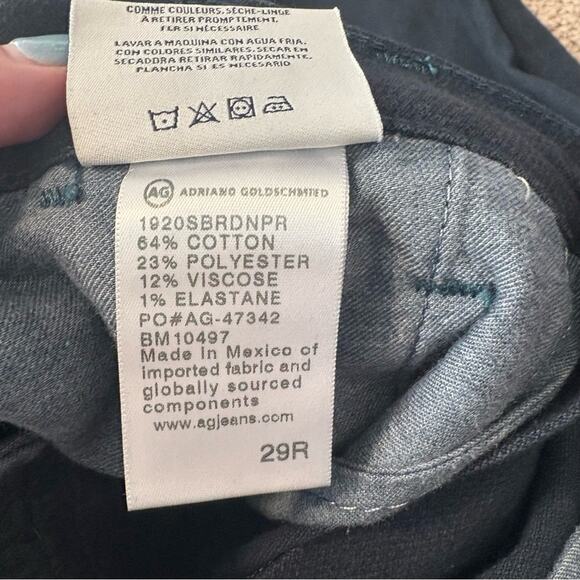 COMME COULEURS. SÈCHE-LINGE
À RETIRER PROMPTEMENT,
FER SI NÉCESSAIRE
LAVAR A MAQUINA CON AGUA FRIA,
CON COLORES SIMILARES. SECAR EN
SECADORA RETIRAR RAPIDAMENTE.
PLANCHA SI ES NECESARIO
AG ADRIANO GOLDSCHMIED
1920SBRDNPR
64% COTTON
23% POLYESTER
12% VISCOSE
1% ELASTANE
PO#AG-47342
BM10497
Made in Mexico of
imported fabric and
globally sourced
components
www.agjeans.com
29R